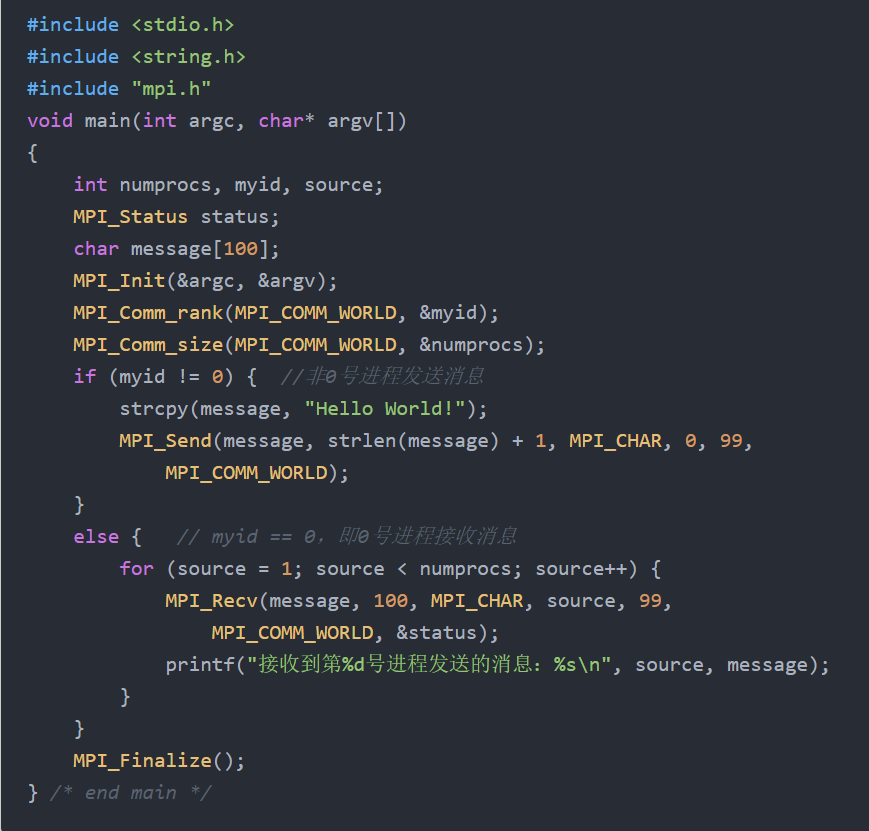 #include <stdio.h>
#include <string.h>
#include "mpi.h"
void main(int argc, char* argv[])
{
    int numprocs, myid, source;
    MPI_Status status;
    char message[100];
    MPI_Init(&argc, &argv);
    MPI_Comm_rank(MPI_COMM_WORLD, &myid);
    MPI_Comm_size(MPI_COMM_WORLD, &numprocs);
    if (myid != 0) {  //非0号进程发送消息
        strcpy(message, "Hello World!");
        MPI_Send(message, strlen(message) + 1, MPI_CHAR, 0, 99,
            MPI_COMM_WORLD);
    }
    else {   // myid == 0，即0号进程接收消息
        for (source = 1; source < numprocs; source++) {
            MPI_Recv(message, 100, MPI_CHAR, source, 99,
                MPI_COMM_WORLD, &status);
            printf("接收到第%d号进程发送的消息：%s\n", source, message);
        }
    }
    MPI_Finalize();
} /* end main */